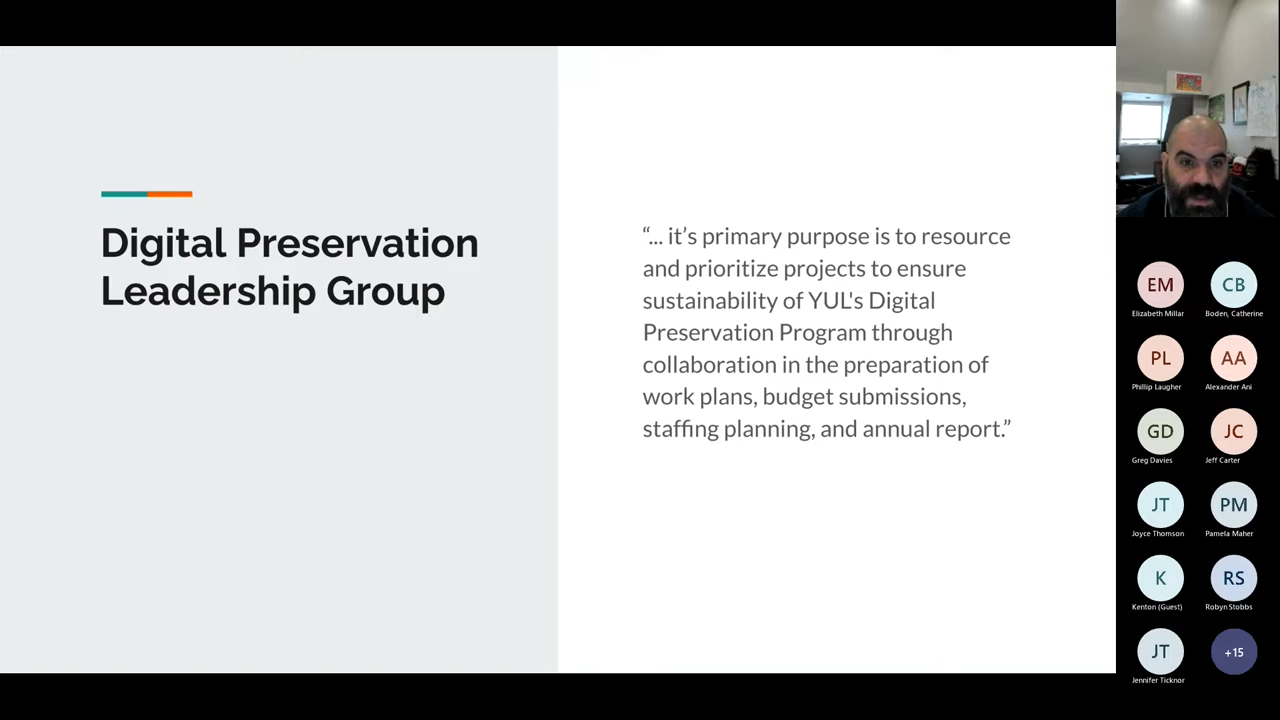 Digital Preservation
Leadership Group
“... it’s primary purpose is to resource
and prioritize projects to ensure
sustainability of YUL's Digital
Preservation Program through
collaboration in the preparation of
work plans, budget submissions,
staffing planning, and annual report.”
EM
Elizabeth Millar
CB
Boden, Catherine
PL
Phillip Laugher
AA
Alexander Ani
GD
Greg Davies
JC
Jeff Carter
JT
Joyce Thomson
PM
Pamela Maher
K
Kenton (Guest)
RS
Robyn Stobbs
JT
Jennifer Ticknor
+15